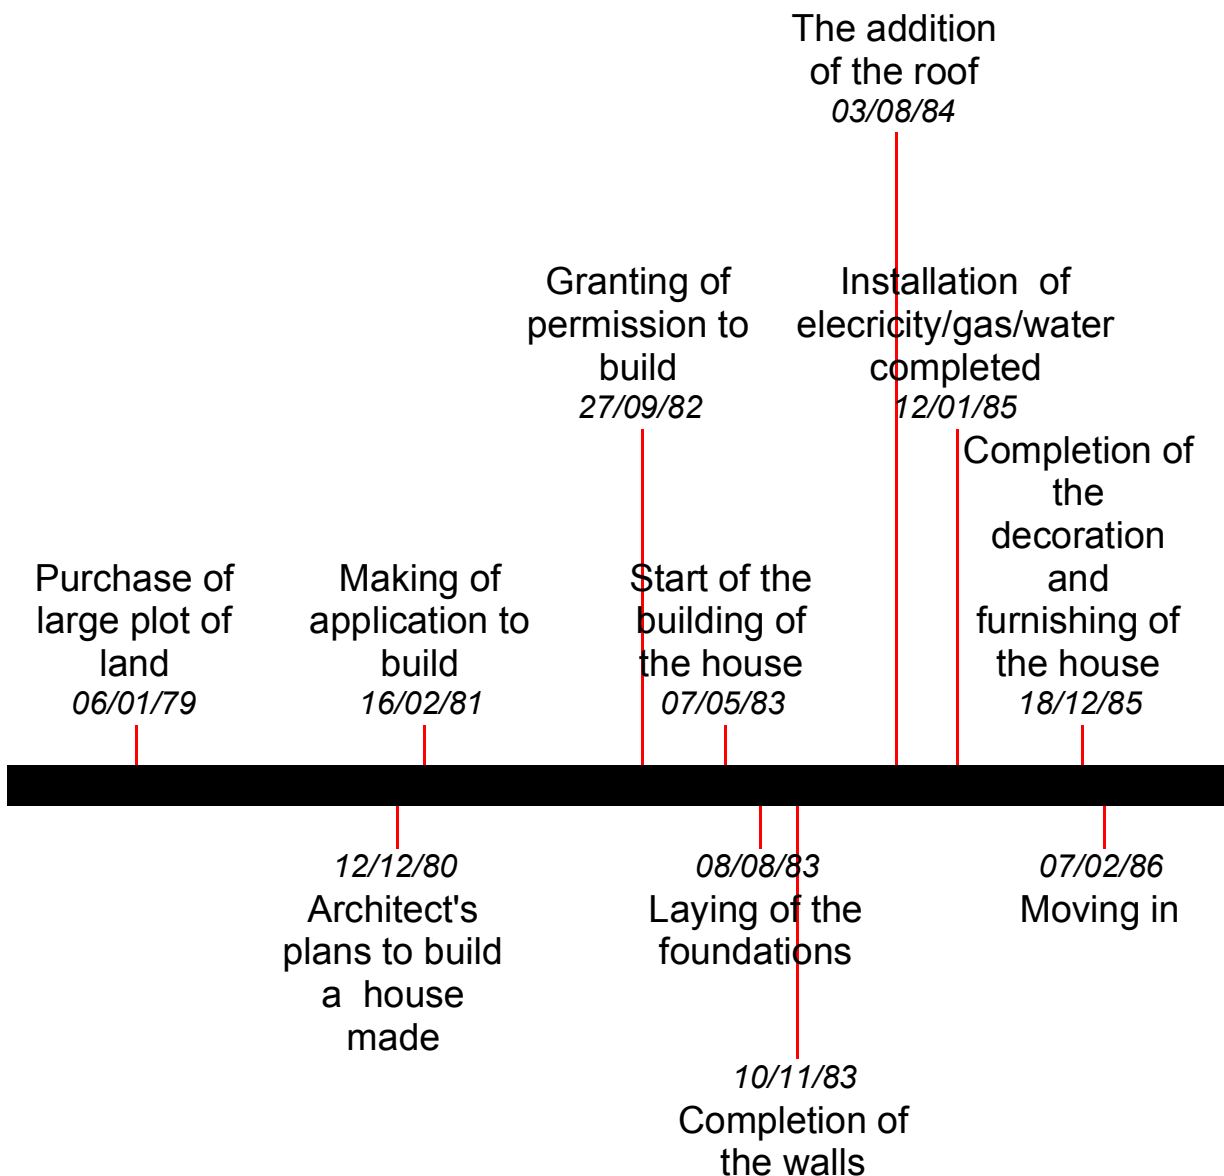 The addition
of the roof
03/08/84
Granting of
permission to
build
27/09/82
Installation  of
elecricity/gas/water
completed
12/01/85
Completion of
the
decoration
and
furnishing of
the house
18/12/85
Purchase of
large plot of
land
06/01/79
Making of
application to
build
16/02/81
Start of the
building of
the house
07/05/83
12/12/80
Architect's
plans to build
a  house
made
08/08/83
Laying of the
foundations
07/02/86
Moving in
10/11/83
Completion of
the walls